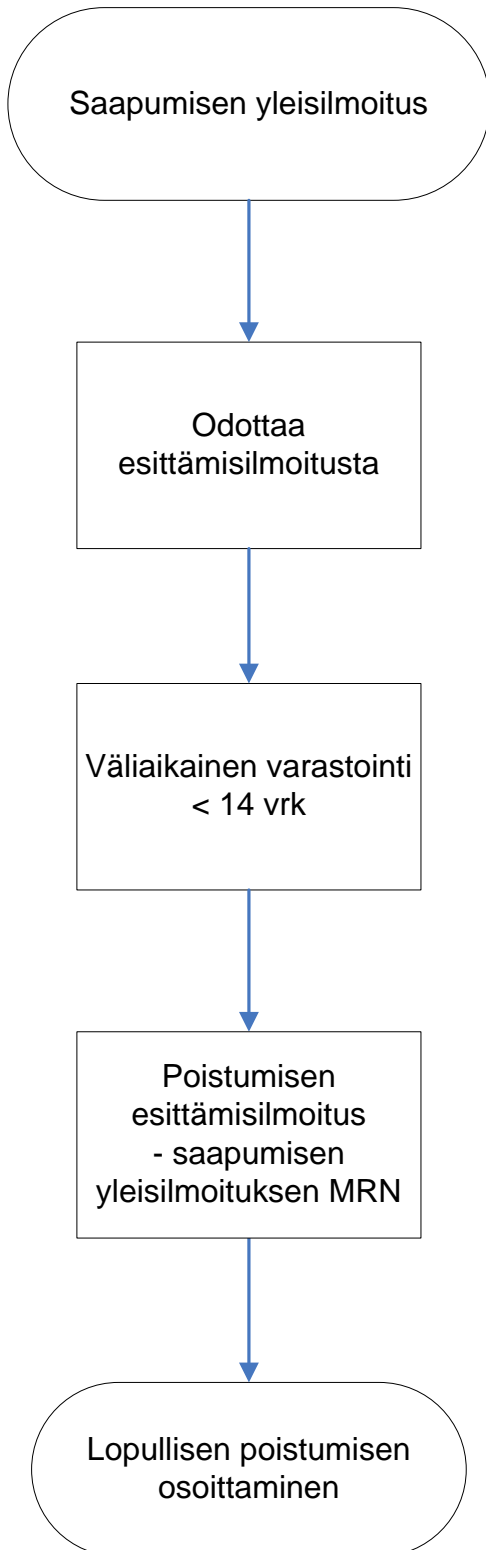 Saapumisen yleisilmoitus
Odottaa
esittämisilmoitusta
Väliaikainen varastointi
< 14 vrk
Poistumisen
esittämisilmoitus
- saapumisen
yleisilmoituksen MRN
Lopullisen poistumisen
osoittaminen